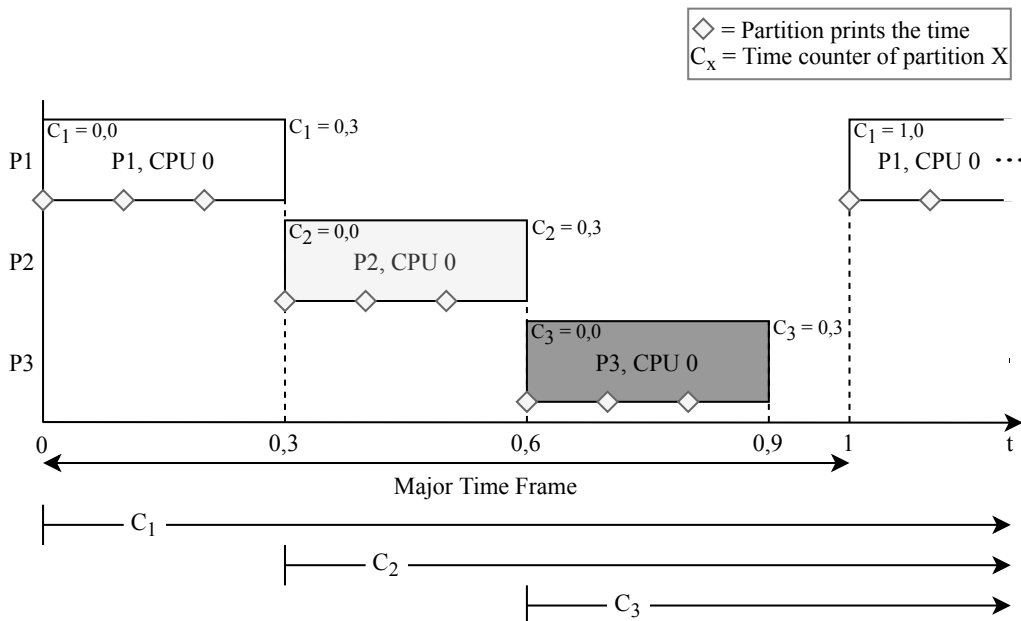 = Partition prints the time
Cx = Time counter of partition X
C1 = 0,0
C1 = 0,3
C1 = 1,0
P1
P1, CPU 0
P1, CPU 0
C2 = 0,0
C2 = 0,3
P2
P2, CPU 0
C3 = 0,0
C3 = 0,3
P3
P3, CPU 0
0
0,3
0,6
0,9
1
t
Major Time Frame
C1
C2
C3